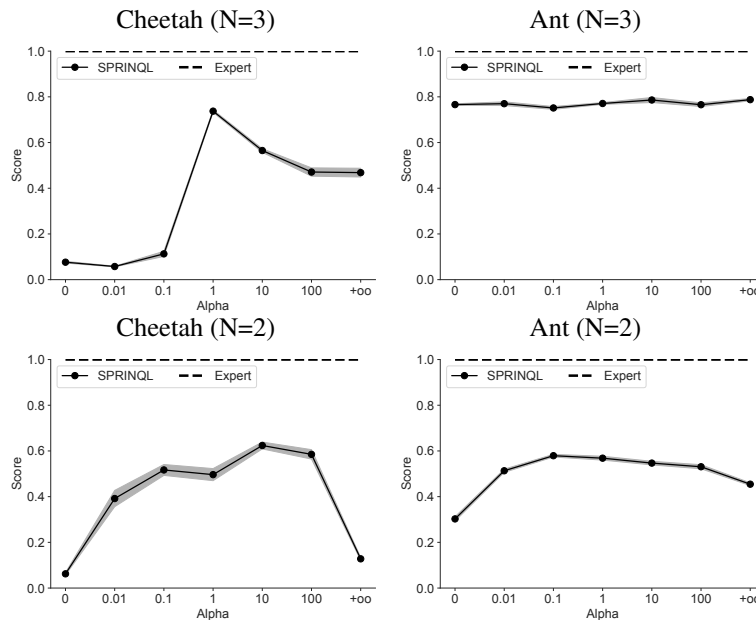 Cheetah (N=3)
1.0
0.8
0.6
0.4
0.2
0.0
Score
SPRINQL
Expert
0 0.01 0.1 1 10 100 +oo
Alpha
Ant (N=3)
1.0
0.8
0.6
0.4
0.2
0.0
Score
SPRINQL
Expert
0 0.01 0.1 1 10 100 +oo
Alpha
Cheetah (N=2)
1.0
0.8
0.6
0.4
0.2
0.0
Score
SPRINQL
Expert
0 0.01 0.1 1 10 100 +oo
Alpha
Ant (N=2)
1.0
0.8
0.6
0.4
0.2
0.0
Score
SPRINQL
Expert
0 0.01 0.1 1 10 100 +oo
Alpha